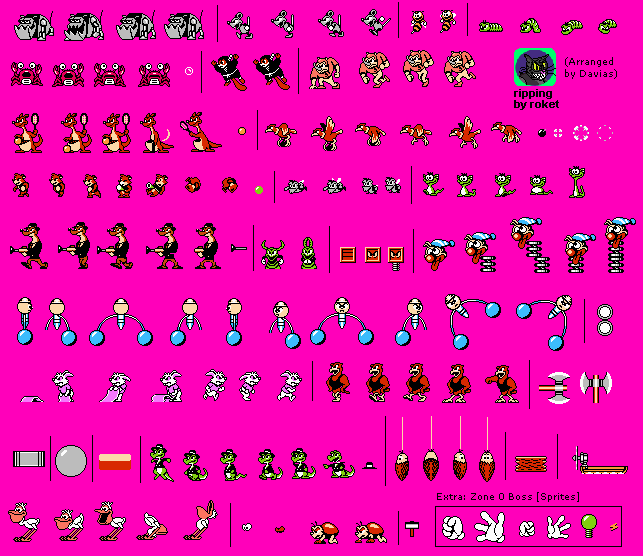 (Arranged
by Davias)
ripping
by roket
Extra: Zone 0 Boss [Sprites]